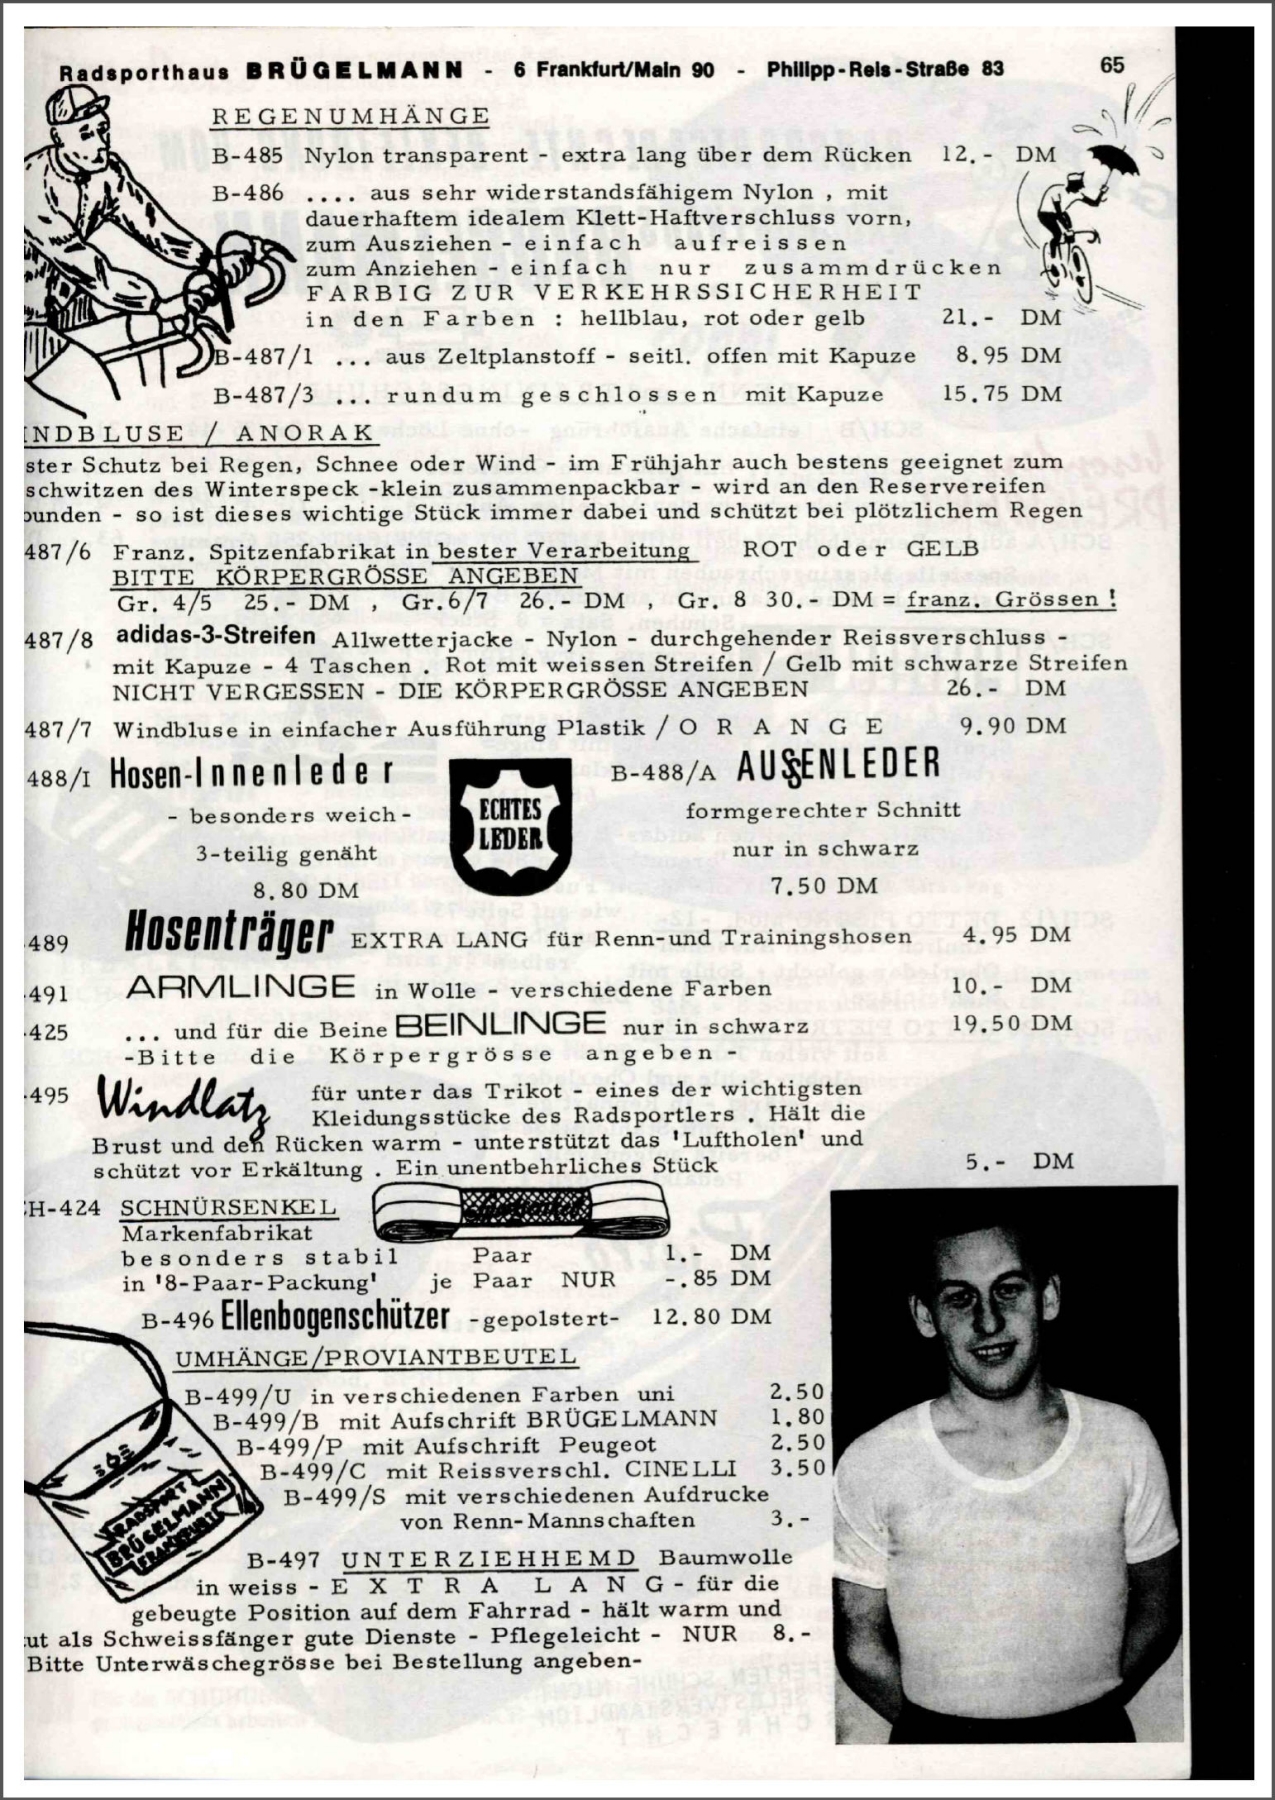 Radsporthaus BRÜGELMANN - 6 Frankfurt/Main 90 - Philipp-Reis-Straße 83 65
REGENUMHÄNGE
B-485 Nylon transparent - extra lang über dem Rücken 12.- DM
B-486 .... aus sehr widerstandsfähigem Nylon , mit
dauerhaftem idealem Klett-Haftverschluss vorn,
zum Ausziehen - einfach aufreissen
zum Anziehen - einfach nur zusammdrücken
FARBIG ZUR VERKEHRSSICHERHEIT
in den Farben : hellblau, rot oder gelb 21.- DM
B-487/1 ... aus Zeltplanstoff - seitl. offen mit Kapuze 8.95 DM
B-487/3 ... rundum geschlossen mit Kapuze 15.75 DM
NDBLUSE / ANORAK
ster Schutz bei Regen, Schnee oder Wind - im Frühjahr auch bestens geeignet zum
schwitzen des Winterspeck -klein zusammenpackbar - wird an den Reservereifen
bunden - so ist dieses wichtige Stück immer dabei und schützt bei plötzlichem Regen
487/6 Franz. Spitzenfabrikat in bester Verarbeitung ROT oder GELB
BITTE KÖRPERGRÖSSE ANGEBEN
Gr. 4/5 25.- DM , Gr.6/7 26.- DM , Gr. 8 30.- DM = franz. Grössen !
487/8 adidas-3-Streifen Allwetterjacke - Nylon - durchgehender Reissverschluss -
mit Kapuze - 4 Taschen . Rot mit weissen Streifen / Gelb mit schwarze Streifen
NICHT VERGESSEN - DIE KÖRPERGRÖSSE ANGEBEN 26.- DM
487/7 Windbluse in einfacher Ausführung Plastik / O R A N G E 9.90 DM
488/I Hosen-Innenleder
- besonders weich -
3-teilig genäht
8.80 DM
ECHTES
LEDER
B-488/A AUSSENLEDER
formgerechter Schnitt
nur in schwarz
7.50 DM
489 Hosenträger EXTRA LANG für Renn-und Trainingshosen 4.95 DM
491 ARMLINGE in Wolle - verschiedene Farben 10.- DM
425 ... und für die Beine BEINLINGE nur in schwarz 19.50 DM
-Bitte die Körpergrösse angeben -
495 Windlatz für unter das Trikot - eines der wichtigsten
Kleidungsstücke des Radsportlers . Hält die
Brust und den Rücken warm - unterstützt das 'Luftholen' und
schützt vor Erkältung . Ein unentbehrliches Stück 5.- DM
H-424 SCHNÜRSENKEL
Markenfabrikat
besonders stabil Paar 1.- DM
in '8-Paar-Packung' je Paar NUR -.85 DM
B-496 Ellenbogenschützer -gepolstert- 12.80 DM
UMHÄNGE/PROVIANTBEUTEL
B-499/U in verschiedenen Farben uni 2.50
B-499/B mit Aufschrift BRÜGELMANN 1.80
B-499/P mit Aufschrift Peugeot 2.50
B-499/C mit Reissverschl. CINELLI 3.50
B-499/S mit verschiedenen Aufdrucke
von Renn-Mannschaften 3.-
RADSPORT
BRÜGELMANN
FRANKFURT
B-497 UNTERZIEHHEMD Baumwolle
in weiss - E X T R A L A N G - für die
gebeugte Position auf dem Fahrrad - hält warm und
ut als Schweissfänger gute Dienste - Pflegeleicht - NUR 8.-
Bitte Unterwäschegrösse bei Bestellung angeben-